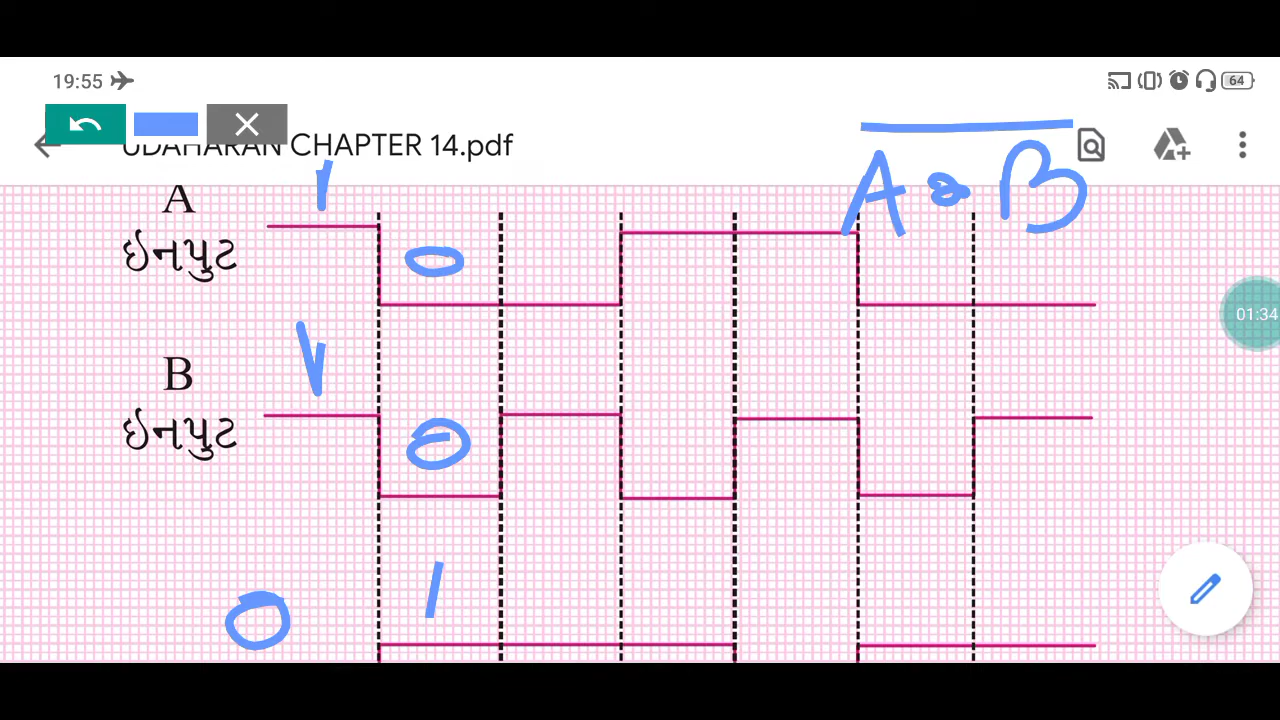 19:55 64
UDAHARAN CHAPTER 14.pdf
A • B
A 1
ઇનપુટ
0
01:34
B 1
ઇનપુટ
0
0 1